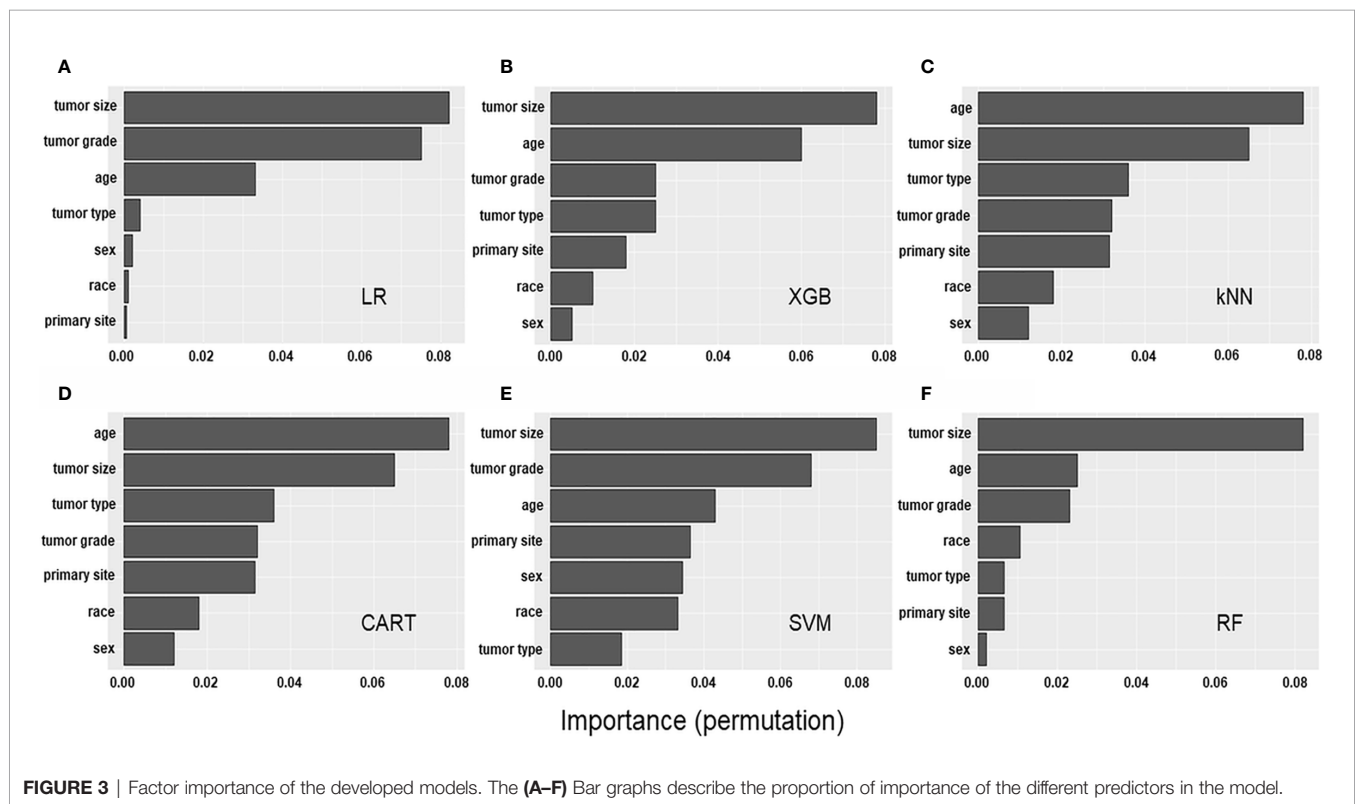 A
tumor size
tumor grade
age
tumor type
sex
race
primary site
LR
0.00 0.02 0.04 0.06 0.08
B
tumor size
age
tumor grade
tumor type
primary site
race
sex
XGB
0.00 0.02 0.04 0.06 0.08
C
age
tumor size
tumor type
tumor grade
primary site
race
sex
kNN
0.00 0.02 0.04 0.06 0.08
D
age
tumor size
tumor type
tumor grade
primary site
race
sex
CART
0.00 0.02 0.04 0.06 0.08
E
tumor size
tumor grade
age
primary site
sex
race
tumor type
SVM
0.00 0.02 0.04 0.06 0.08
F
tumor size
age
tumor grade
race
tumor type
primary site
sex
RF
0.00 0.02 0.04 0.06 0.08
Importance (permutation)
FIGURE 3 | Factor importance of the developed models. The (A–F) Bar graphs describe the proportion of importance of the different predictors in the model.